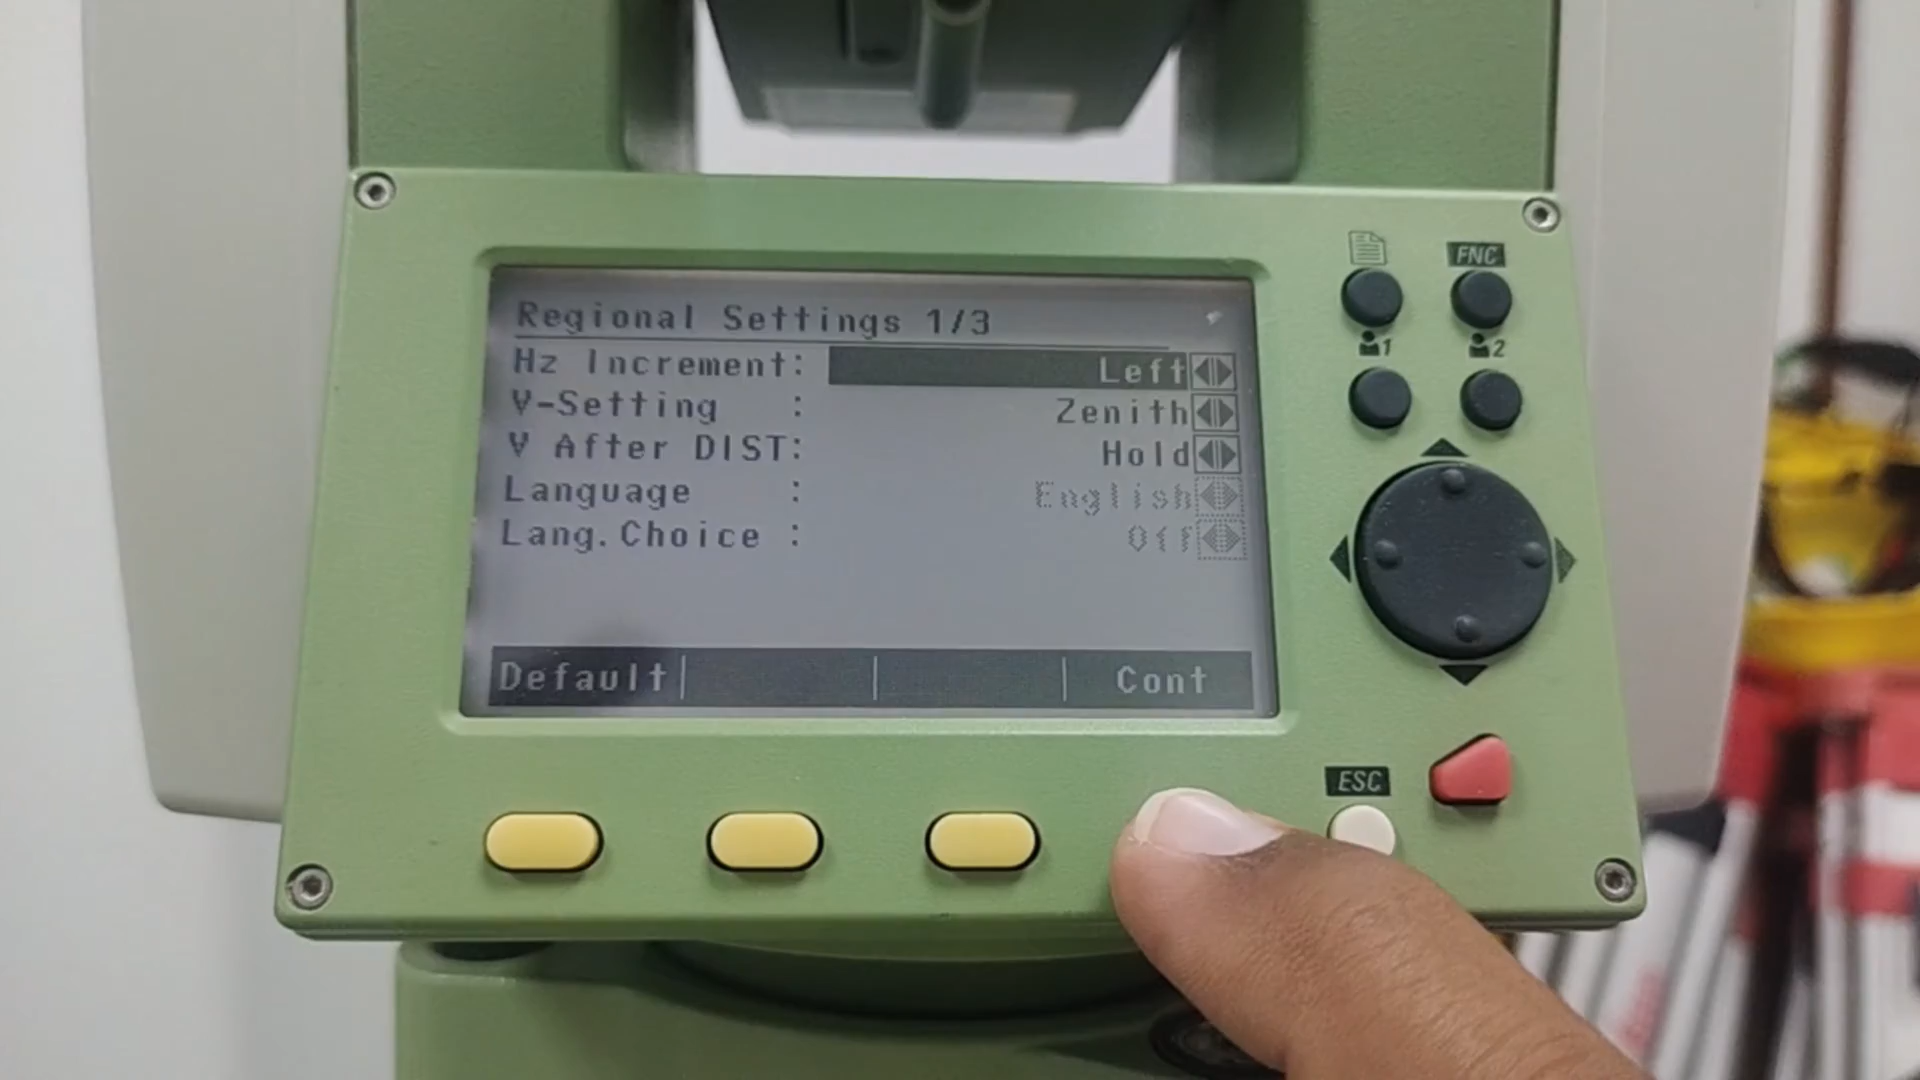 FNC
1 2
Regional Settings 1/3
Hz Increment: Left
V-Setting : Zenith
V After DIST: Hold
Language : English
Lang.Choice : Off
Default Cont
ESC